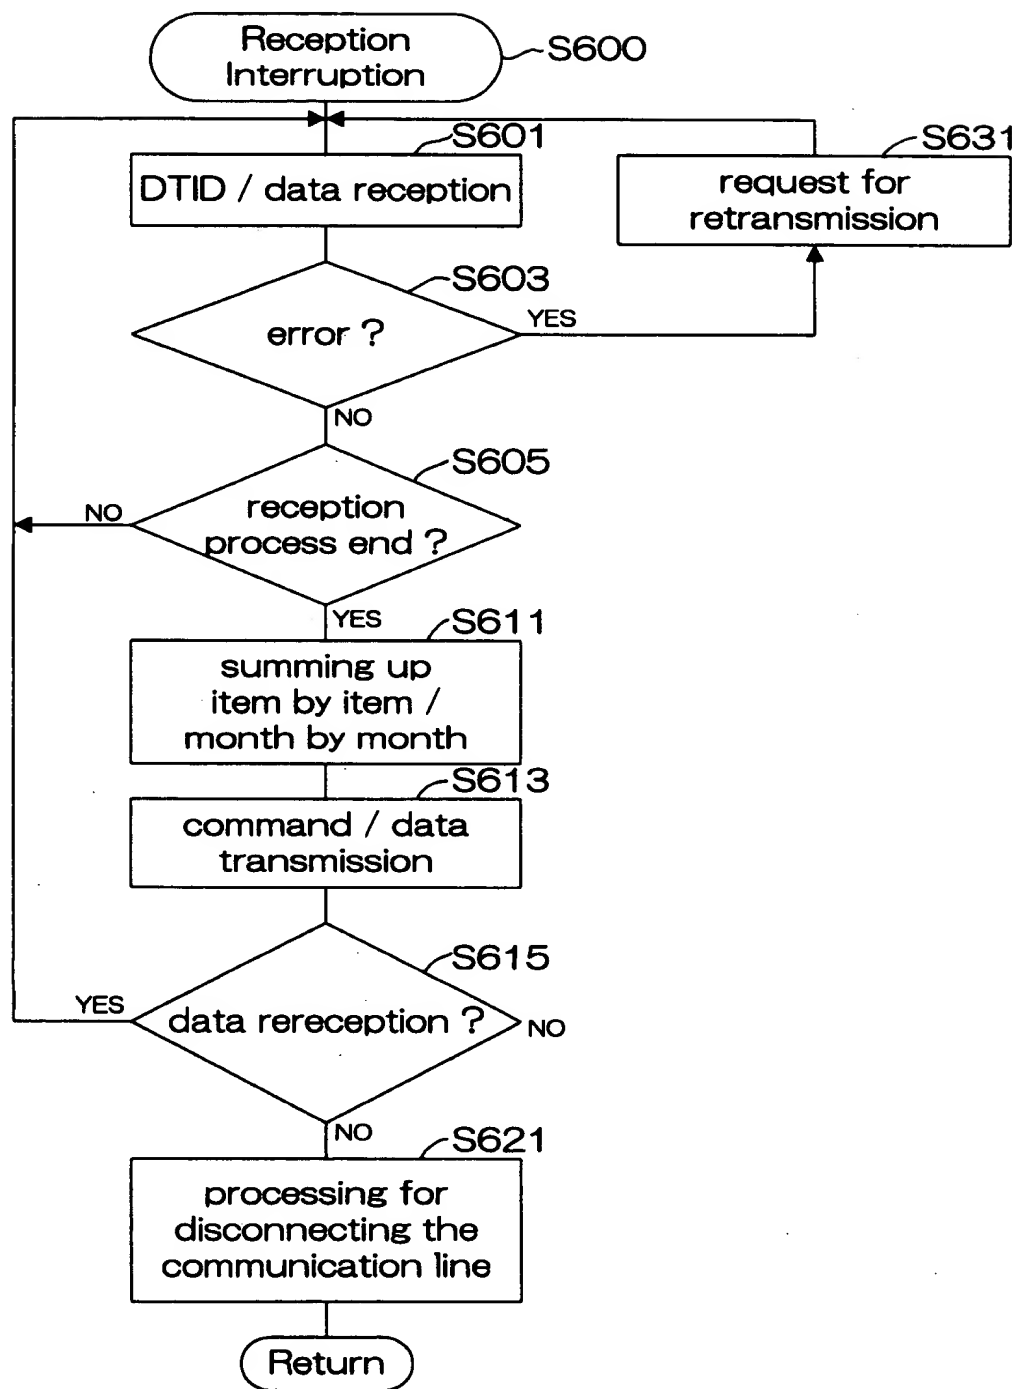 Reception
Interruption
S600
S601
DTID / data reception
S631
request for
retransmission
S603
error ?
YES
NO
S605
reception
process end ?
NO
YES
S611
summing up
item by item /
month by month
S613
command / data
transmission
S615
YES
data rereception ?
NO
NO
S621
processing for
disconnecting the
communication line
Return